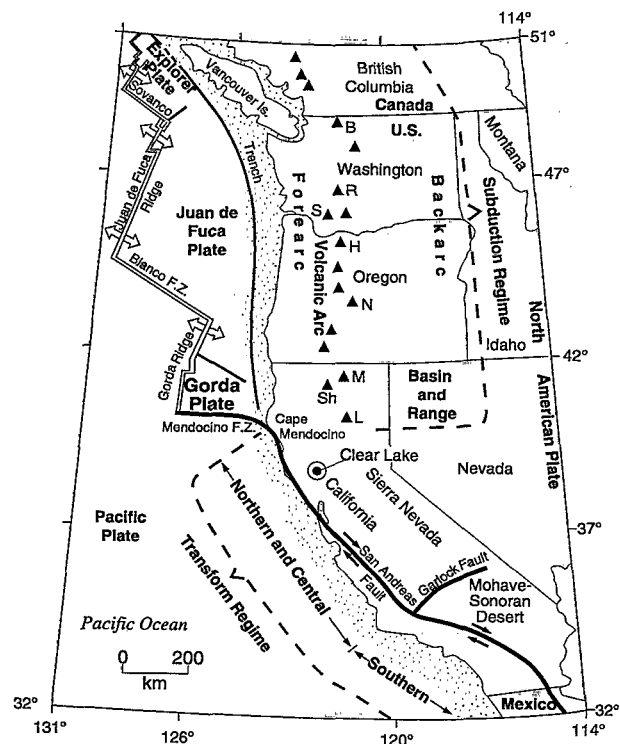 114°
51°
Explorer
Plate
Sovanco
Vancouver Is.
British
Columbia
Canada
U.S.
B
Montana
Trench
Washington
47°
Juan de Fuca
Ridge
Forearc
R
Backarc
Subduction Regime
Juan de
Fuca
Plate
S
H
Volcanic Arc
Oregon
Blanco F.Z.
N
North
American Plate
Idaho
42°
Gorda Ridge
Gorda
Plate
M
Sh
Basin
and
Range
L
Mendocino F.Z.
Cape
Mendocino
Clear Lake
Nevada
California
Sierra Nevada
Pacific
Plate
Northern and Central
37°
San Andreas
Fault
Garlock Fault
Transform Regime
Mohave-
Sonoran
Desert
Pacific Ocean
0 200
km
Southern
Mexico
32°
32°
131°
126°
120°
114°